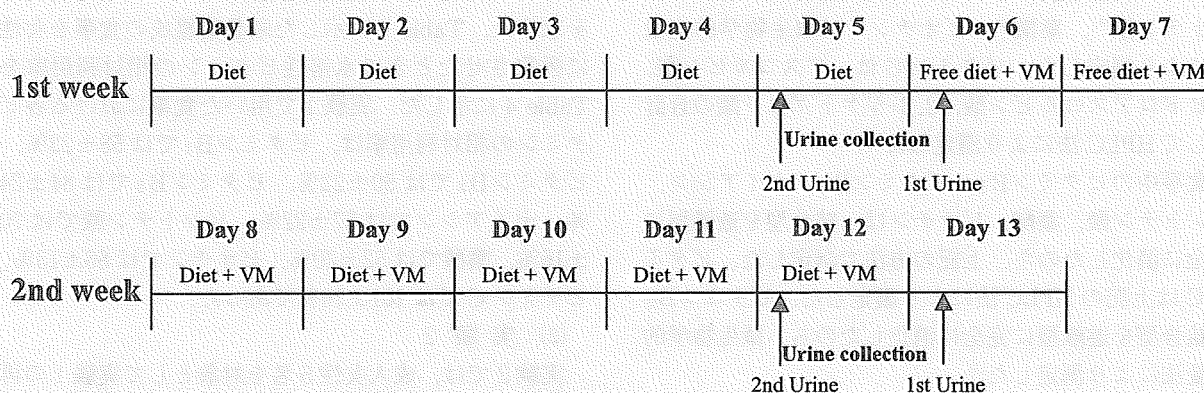 Day 1 Day 2 Day 3 Day 4 Day 5 Day 6 Day 7
Diet Diet Diet Diet Diet Free diet + VM Free diet + VM
1st week
Urine collection
2nd Urine 1st Urine
Day 8 Day 9 Day 10 Day 11 Day 12 Day 13
Diet + VM Diet + VM Diet + VM Diet + VM Diet + VM
2nd week
Urine collection
2nd Urine 1st Urine